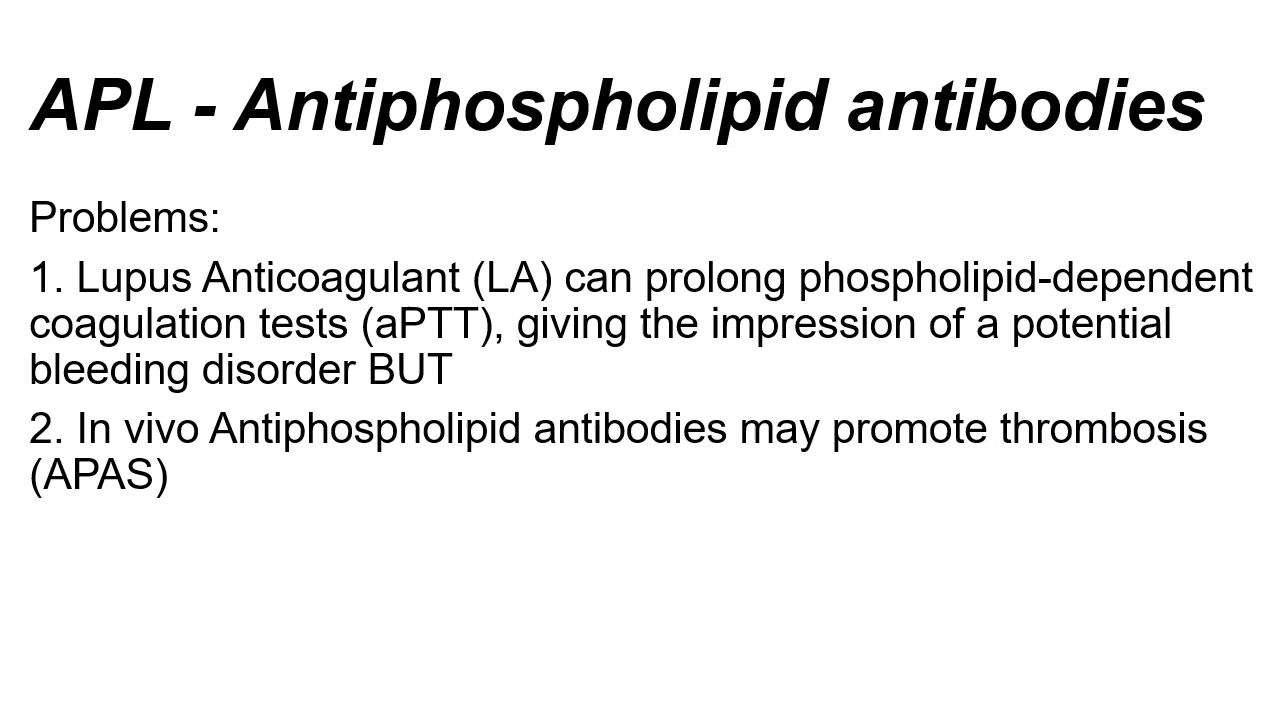 APL - Antiphospholipid antibodies
Problems:
1. Lupus Anticoagulant (LA) can prolong phospholipid-dependent
coagulation tests (aPTT), giving the impression of a potential
bleeding disorder BUT
2. In vivo Antiphospholipid antibodies may promote thrombosis
(APAS)